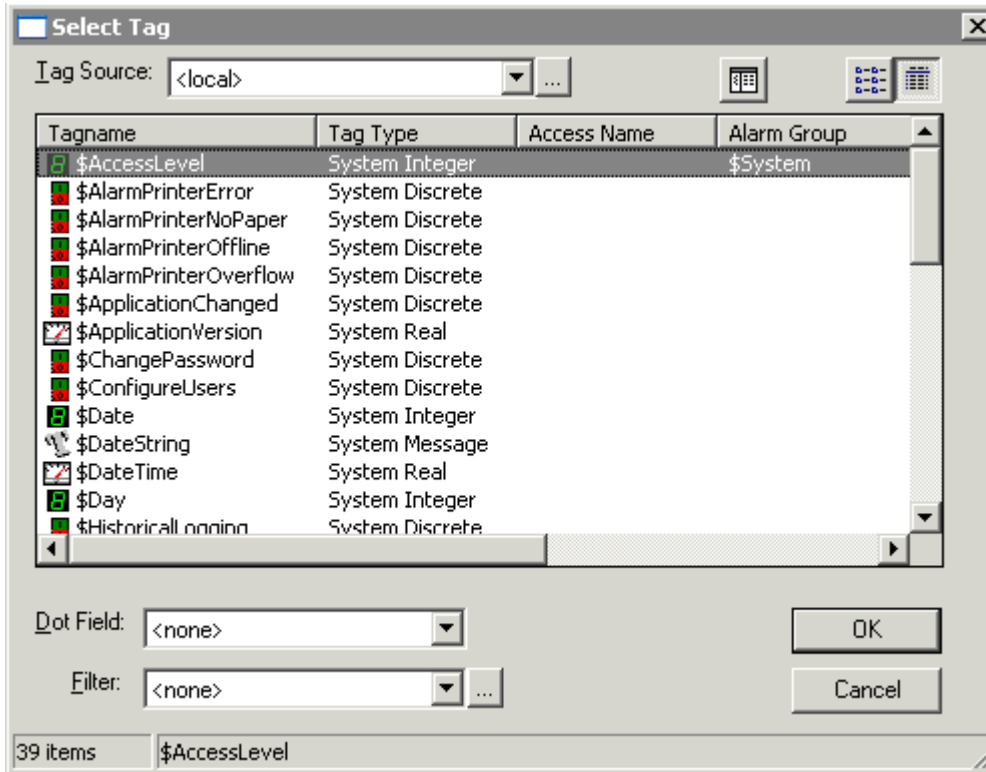 Select Tag
Tag Source: <local> ...
Tagname Tag Type Access Name Alarm Group
$AccessLevel System Integer $System
$AlarmPrinterError System Discrete
$AlarmPrinterNoPaper System Discrete
$AlarmPrinterOffline System Discrete
$AlarmPrinterOverflow System Discrete
$ApplicationChanged System Discrete
$ApplicationVersion System Real
$ChangePassword System Discrete
$ConfigureUsers System Discrete
$Date System Integer
$DateString System Message
$DateTime System Real
$Day System Integer
$HistoricalLogging System Discrete
Dot Field: <none> OK
Filter: <none> ... Cancel
39 items $AccessLevel